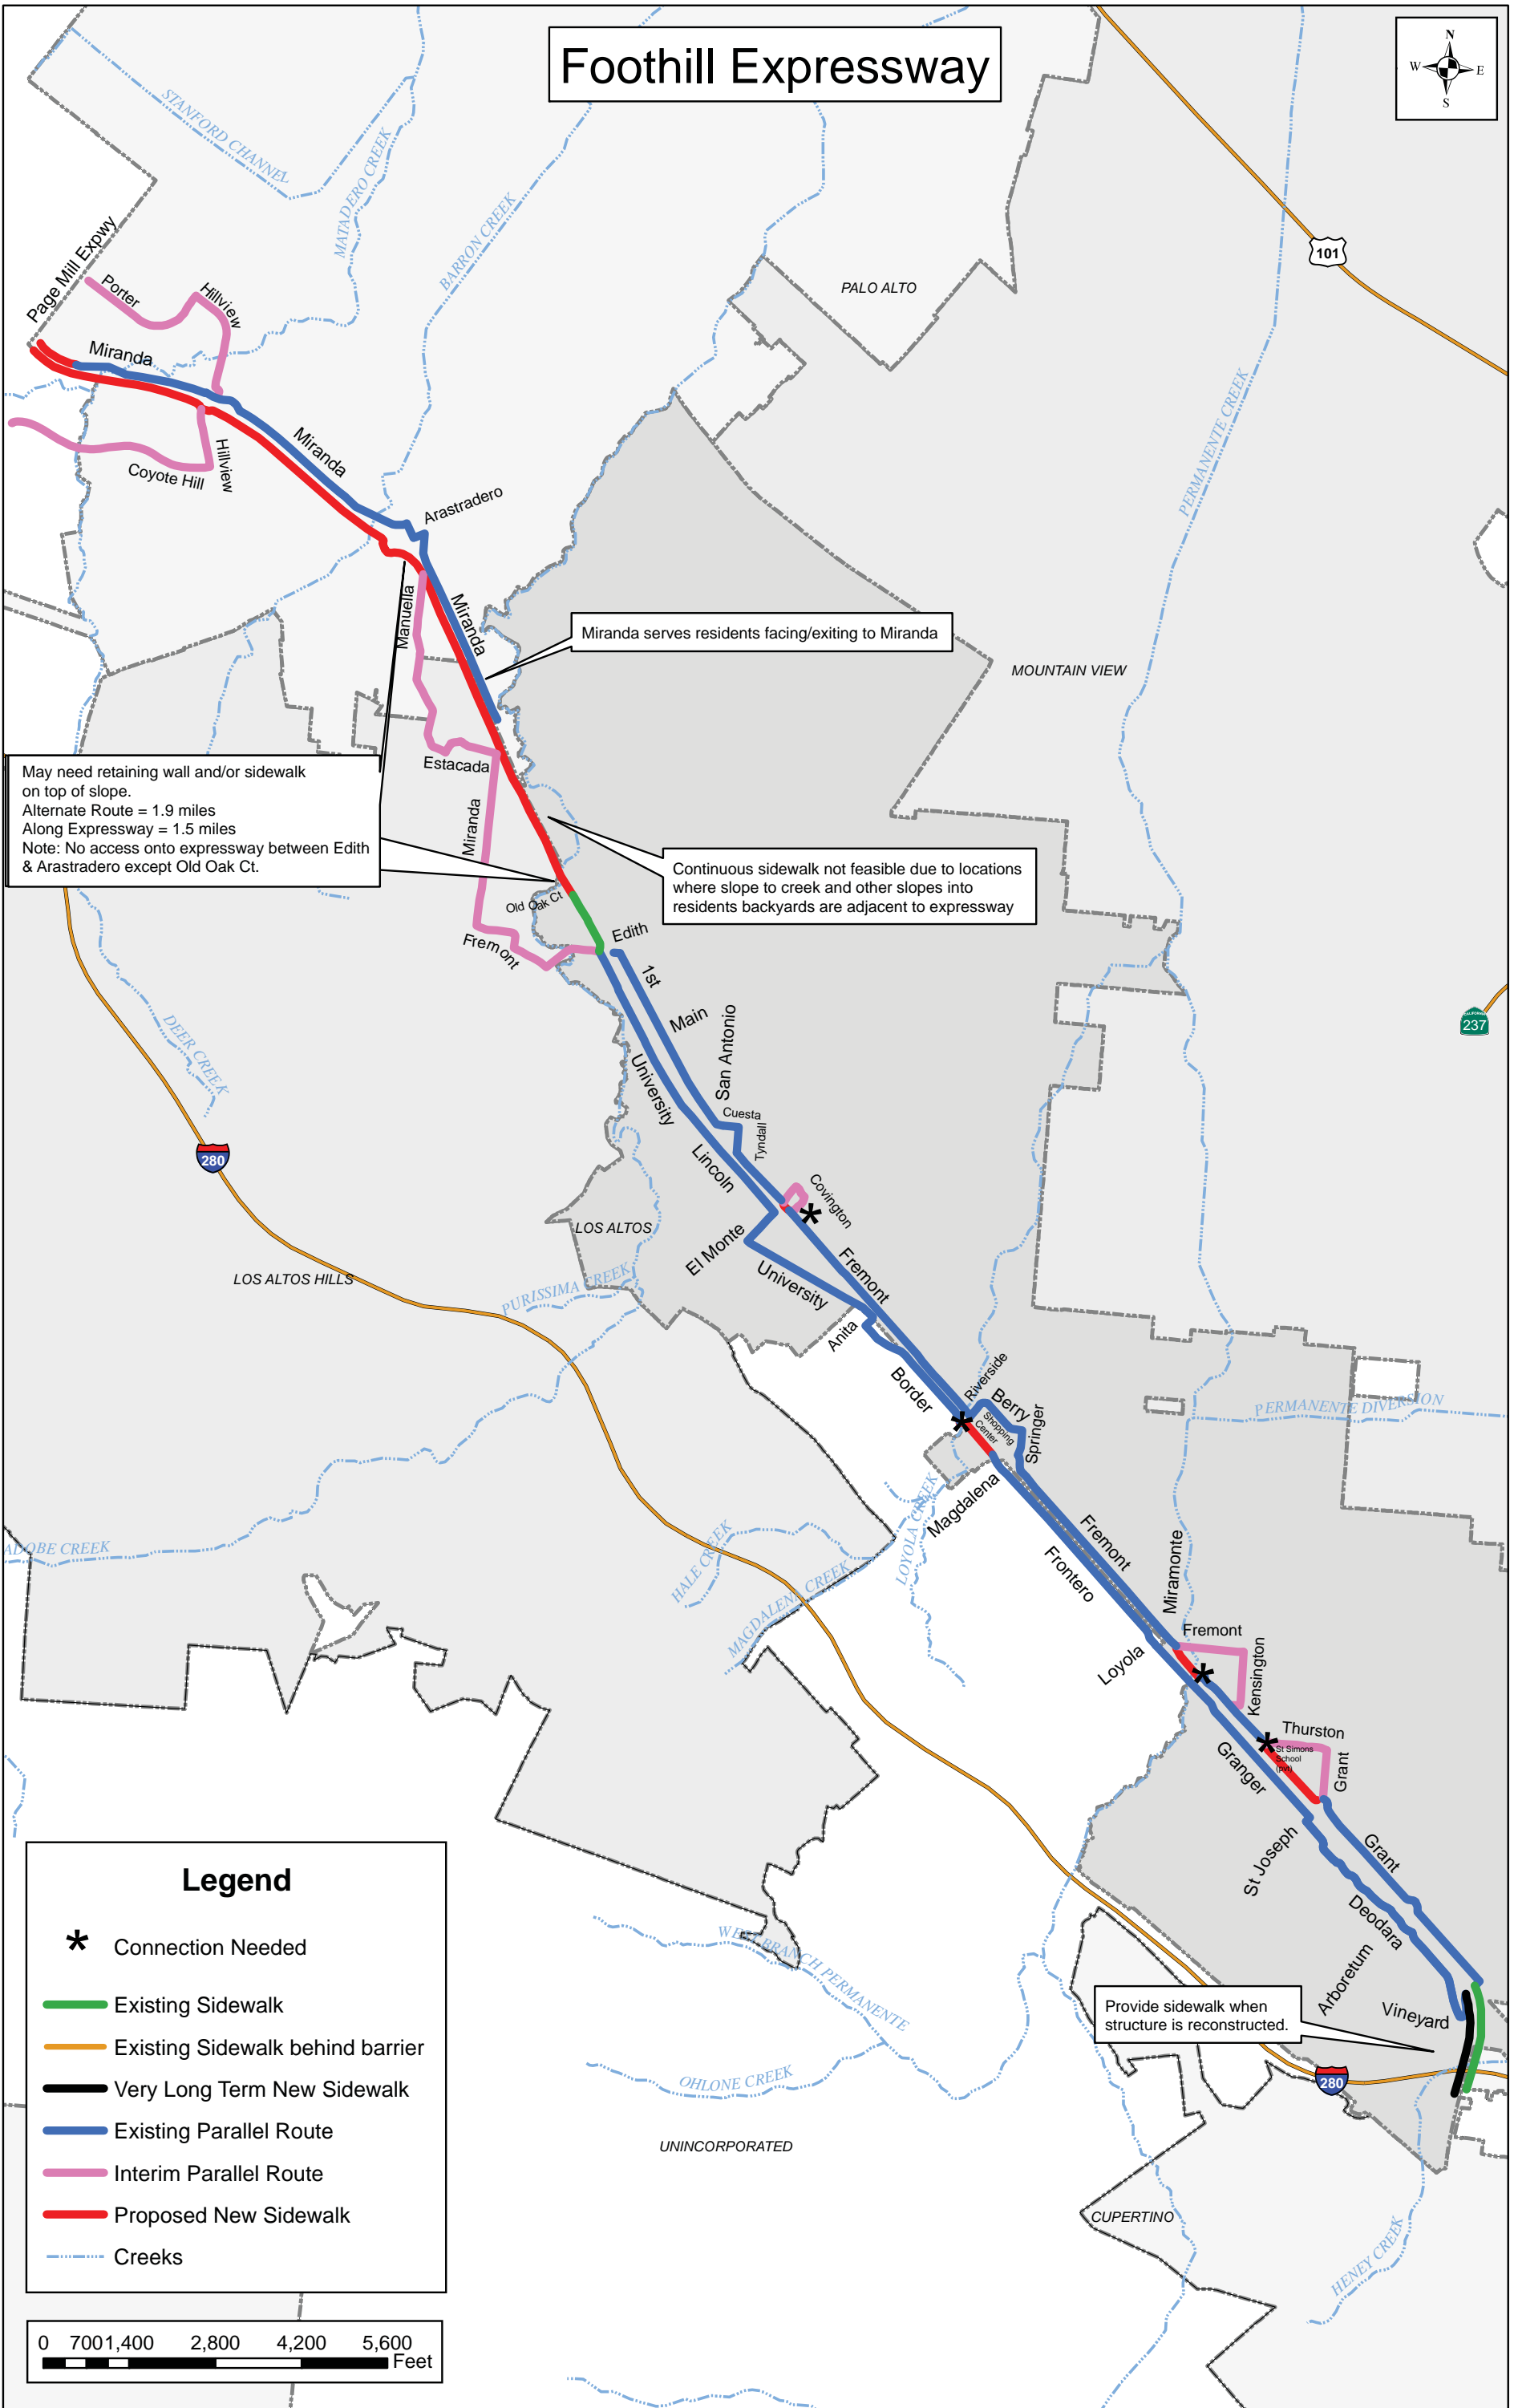 Foothill Expressway
N
W E
S
STANFORD CHANNEL
MATADERO CREEK
BARRON CREEK
PALO ALTO
101
Page Mill Expwy
Porter
Hillview
Miranda
Coyote Hill
Hillview
Miranda
Arastradero
PERMANENTE CREEK
Manuella
Miranda
Miranda serves residents facing/exiting to Miranda
MOUNTAIN VIEW
May need retaining wall and/or sidewalk
on top of slope.
Alternate Route = 1.9 miles
Along Expressway = 1.5 miles
Note: No access onto expressway between Edith
& Arastradero except Old Oak Ct.
Estacada
Miranda
Continuous sidewalk not feasible due to locations
where slope to creek and other slopes into
residents backyards are adjacent to expressway
Old Oak Ct
Edith
Fremont
1st
Main
San Antonio
DEER CREEK
237
University
Cuesta
Tyndall
280
Lincoln
Covington
LOS ALTOS
El Monte
Fremont
LOS ALTOS HILLS
PURISSIMA CREEK
University
Anita
Border
Riverside
Berry
Shopping
Center
Springer
PERMANENTE DIVERSION
Magdalena
LOYOLA CREEK
ADOBE CREEK
HALE CREEK
MAGDALENA CREEK
Fremont
Frontero
Miramonte
Fremont
Loyola
Kensington
Thurston
St Simons
School
(pvt)
Granger
Grant
St Joseph
Grant
Deodara
Arboretum
Vineyard
Provide sidewalk when
structure is reconstructed.
280
WEST BRANCH PERMANENTE
OHLONE CREEK
UNINCORPORATED
CUPERTINO
HENEY CREEK
Legend
* Connection Needed
Existing Sidewalk
Existing Sidewalk behind barrier
Very Long Term New Sidewalk
Existing Parallel Route
Interim Parallel Route
Proposed New Sidewalk
Creeks
0 700 1,400 2,800 4,200 5,600
Feet